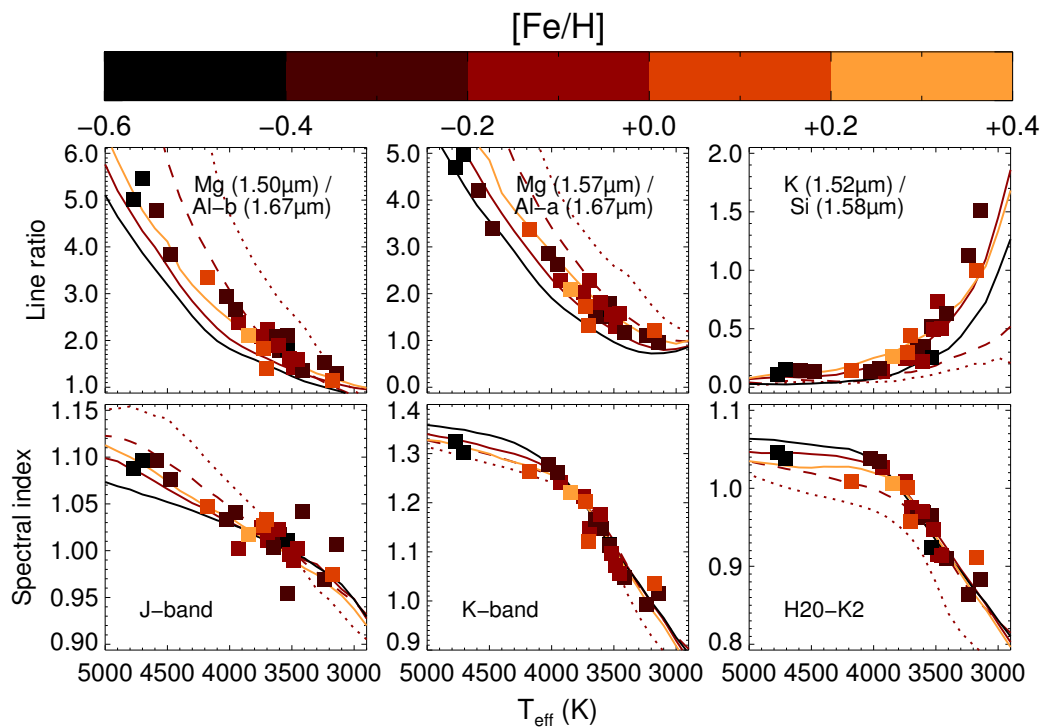 [Fe/H]
−0.6 −0.4 −0.2 +0.0 +0.2 +0.4
Line ratio
6.0
5.0
4.0
3.0
2.0
1.0
Mg (1.50μm) /
Al−b (1.67μm)
5.0
4.0
3.0
2.0
1.0
0.0
Mg (1.57μm) /
Al−a (1.67μm)
2.0
1.5
1.0
0.5
0.0
K (1.52μm) /
Si (1.58μm)
Spectral index
1.15
1.10
1.05
1.00
0.95
0.90
J−band
1.4
1.3
1.2
1.1
1.0
0.9
K−band
1.1
1.0
0.9
0.8
H20−K2
5000 4500 4000 3500 3000 5000 4500 4000 3500 3000 5000 4500 4000 3500 3000
Teff (K)